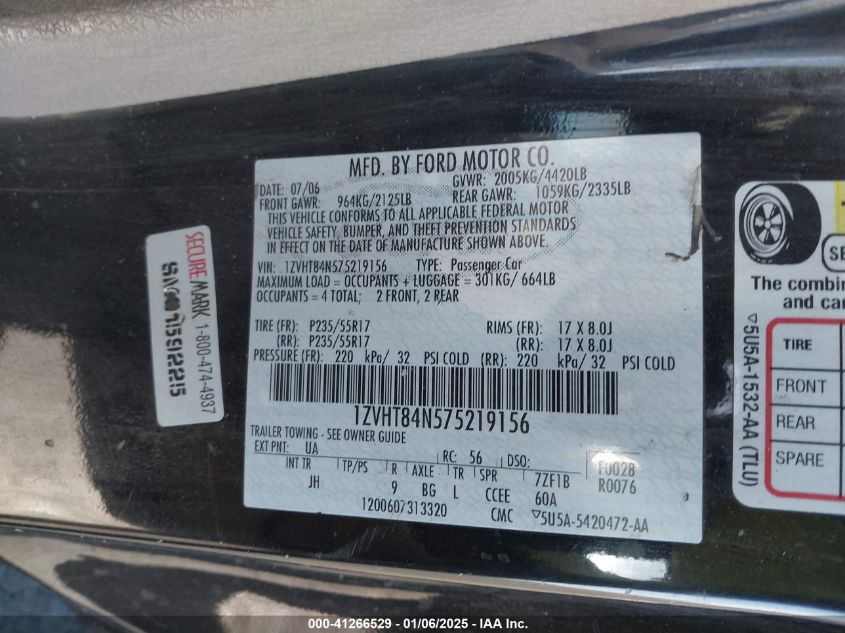 MFD. BY FORD MOTOR CO.
DATE: 07/06 GVWR: 2005KG/4420LB
FRONT GAWR: 964KG/2125LB REAR GAWR: 1059KG/2335LB
THIS VEHICLE CONFORMS TO ALL APPLICABLE FEDERAL MOTOR
VEHICLE SAFETY, BUMPER, AND THEFT PREVENTION STANDARDS
IN EFFECT ON THE DATE OF MANUFACTURE SHOWN ABOVE.
VIN: 1ZVHT84N575219156 TYPE: Passenger Car
MAXIMUM LOAD = OCCUPANTS + LUGGAGE = 301KG/ 664LB
OCCUPANTS = 4 TOTAL; 2 FRONT, 2 REAR
TIRE (FR): P235/55R17 RIMS (FR): 17 X 8.0J
(RR): P235/55R17 (RR): 17 X 8.0J
PRESSURE (FR): 220 kPa/ 32 PSI COLD (RR): 220 kPa/ 32 PSI COLD
1ZVHT84N575219156
TRAILER TOWING - SEE OWNER GUIDE
EXT PNT: UA RC: 56 DSO: F0028
INT TR TP/PS R AXLE TR SPR 7ZF1B R0076
JH 9 BG L CCEE 60A
1200607313320 CMC ▽5U5A-5420472-AA
SECUREMARK 1-800-474-4937
The combin
and car
TIRE
FRONT
REAR
SPARE
▽5U5A-1532-AA (TLU)
000-41266529 - 01/06/2025 - IAA Inc.